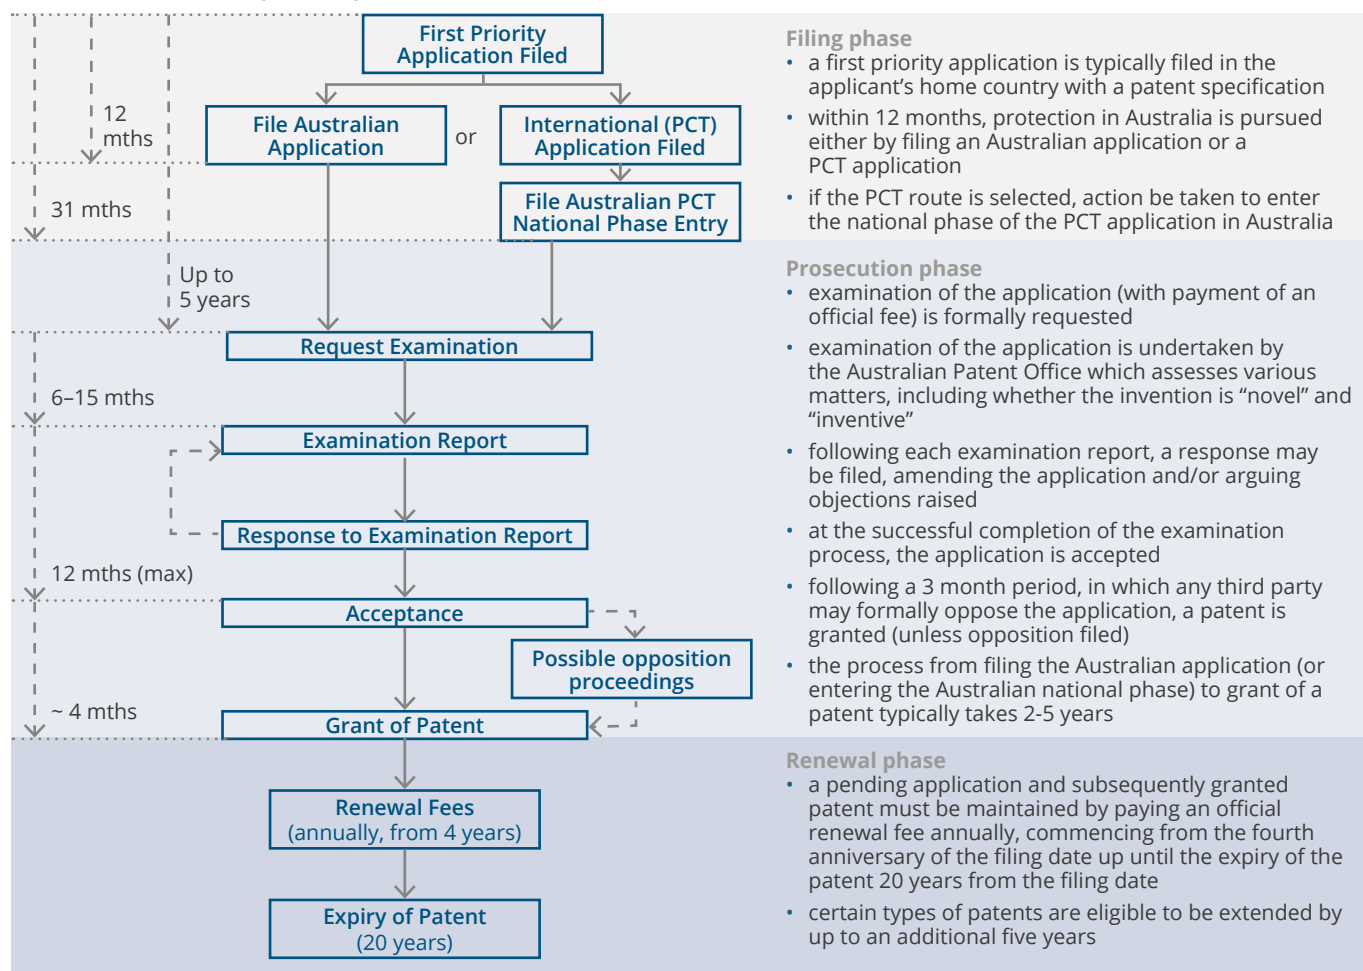 First Priority
Application Filed
12
mths
File Australian
Application
or
International (PCT)
Application Filed
31 mths
File Australian PCT
National Phase Entry
Up to
5 years
Request Examination
6–15 mths
Examination Report
Response to Examination Report
12 mths (max)
Acceptance
Possible opposition
proceedings
~ 4 mths
Grant of Patent
Renewal Fees
(annually, from 4 years)
Expiry of Patent
(20 years)
Filing phase
• a first priority application is typically filed in the
applicant's home country with a patent specification
• within 12 months, protection in Australia is pursued
either by filing an Australian application or a
PCT application
• if the PCT route is selected, action be taken to enter
the national phase of the PCT application in Australia
Prosecution phase
• examination of the application (with payment of an
official fee) is formally requested
• examination of the application is undertaken by
the Australian Patent Office which assesses various
matters, including whether the invention is “novel” and
“inventive”
• following each examination report, a response may
be filed, amending the application and/or arguing
objections raised
• at the successful completion of the examination
process, the application is accepted
• following a 3 month period, in which any third party
may formally oppose the application, a patent is
granted (unless opposition filed)
• the process from filing the Australian application (or
entering the Australian national phase) to grant of a
patent typically takes 2-5 years
Renewal phase
• a pending application and subsequently granted
patent must be maintained by paying an official
renewal fee annually, commencing from the fourth
anniversary of the filing date up until the expiry of the
patent 20 years from the filing date
• certain types of patents are eligible to be extended by
up to an additional five years